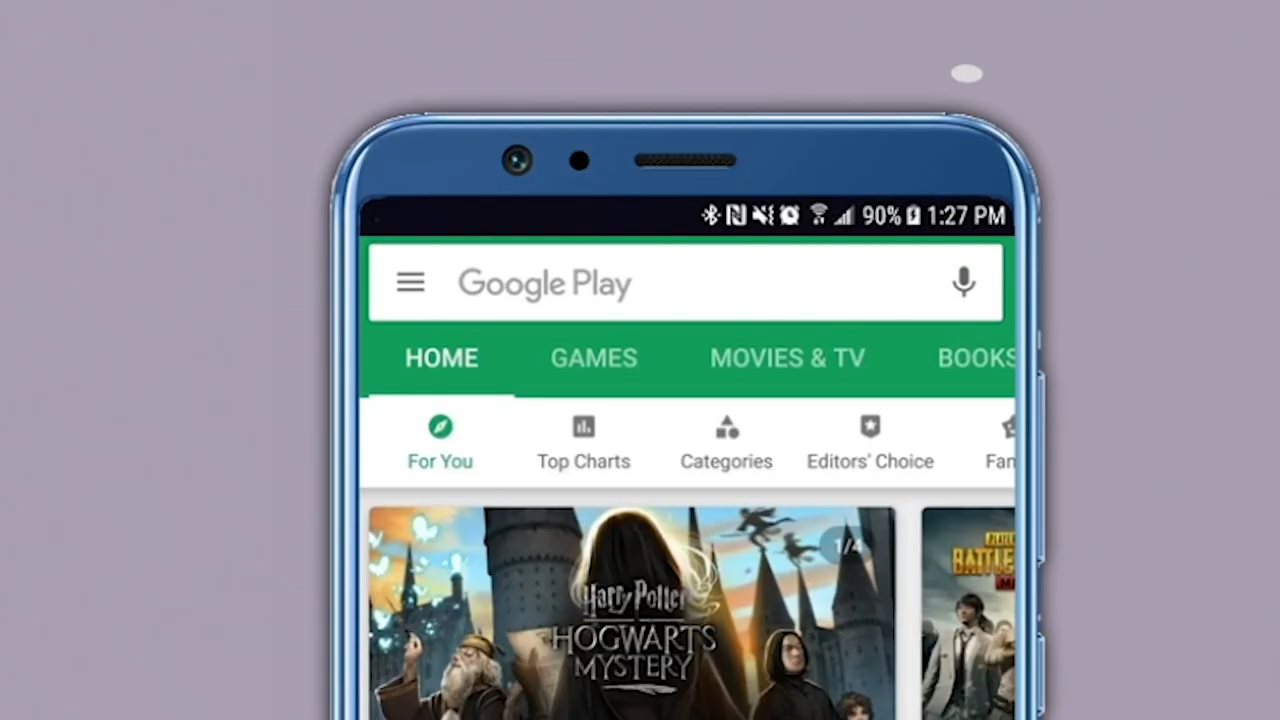 90% 1:27 PM
Google Play
HOME GAMES MOVIES & TV BOOKS
For You Top Charts Categories Editors' Choice Fam
1/4
Harry Potter
HOGWARTS
MYSTERY
BATTLE